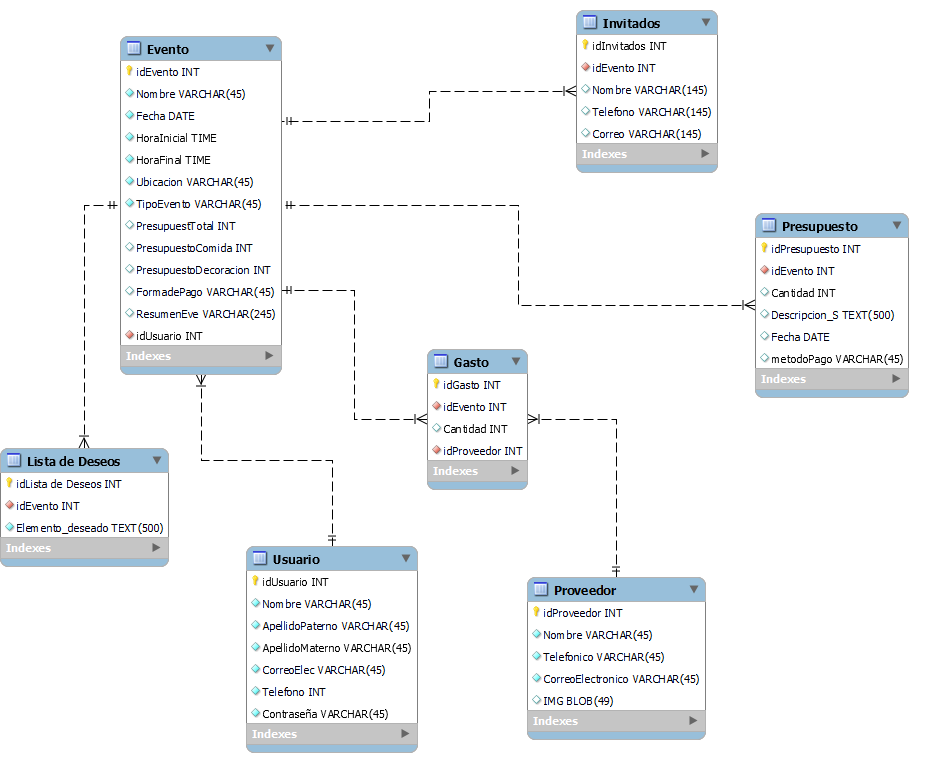 Evento
idEvento INT
Nombre VARCHAR(45)
Fecha DATE
HoraInicial TIME
HoraFinal TIME
Ubicacion VARCHAR(45)
TipoEvento VARCHAR(45)
PresupuestTotal INT
PresupuestoComida INT
PresupuestoDecoracion INT
FormadePago VARCHAR(45)
ResumenEve VARCHAR(245)
idUsuario INT
Indexes
Invitados
idInvitados INT
idEvento INT
Nombre VARCHAR(145)
Telefono VARCHAR(145)
Correo VARCHAR(145)
Indexes
Presupuesto
idPresupuesto INT
idEvento INT
Cantidad INT
Descripcion_S TEXT(500)
Fecha DATE
metodoPago VARCHAR(45)
Indexes
Gasto
idGasto INT
idEvento INT
Cantidad INT
idProveedor INT
Indexes
Lista de Deseos
idLista de Deseos INT
idEvento INT
Elemento_deseado TEXT(500)
Indexes
Usuario
idUsuario INT
Nombre VARCHAR(45)
ApellidoPaterno VARCHAR(45)
ApellidoMaterno VARCHAR(45)
CorreoElec VARCHAR(45)
Telefono INT
Contraseña VARCHAR(45)
Indexes
Proveedor
idProveedor INT
Nombre VARCHAR(45)
Telefonico VARCHAR(45)
CorreoElectronico VARCHAR(45)
IMG BLOB(49)
Indexes